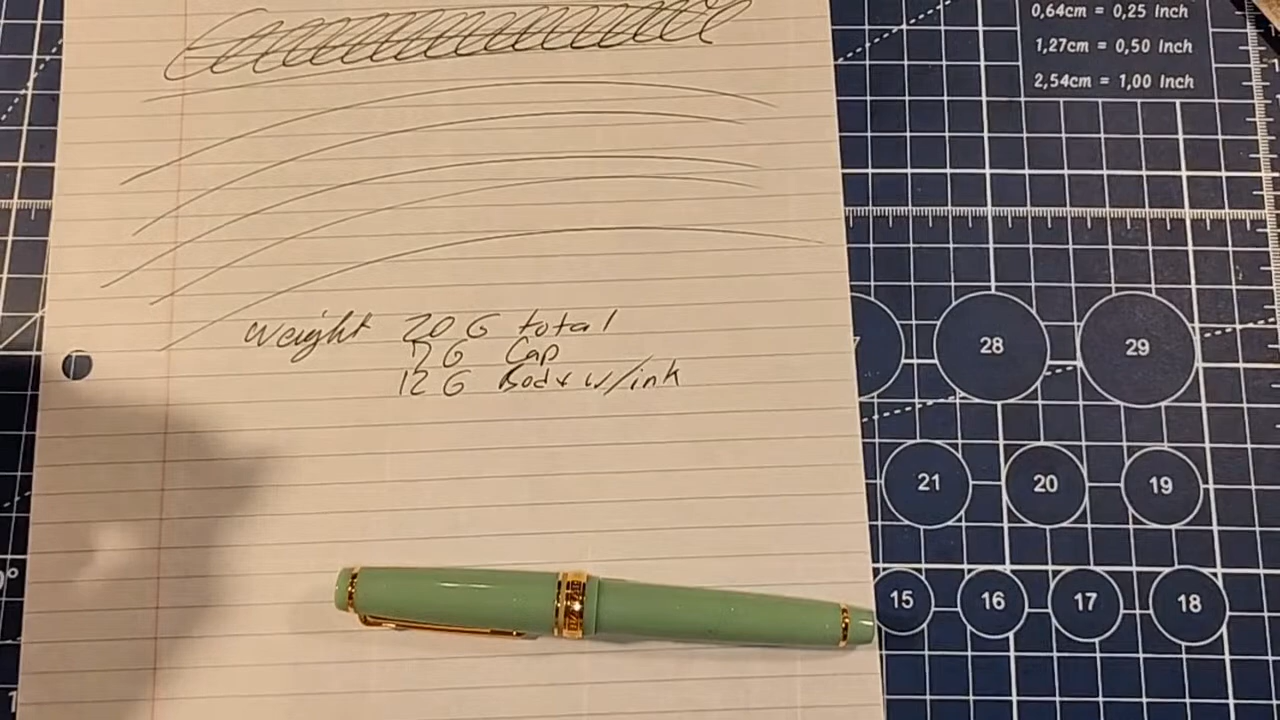 0,64cm = 0,25 Inch
1,27cm = 0,50 Inch
2,54cm = 1,00 Inch
Weight 20 G total
7 G Cap
12 G Body w/ink
28
29
21
20
19
15
16
17
18